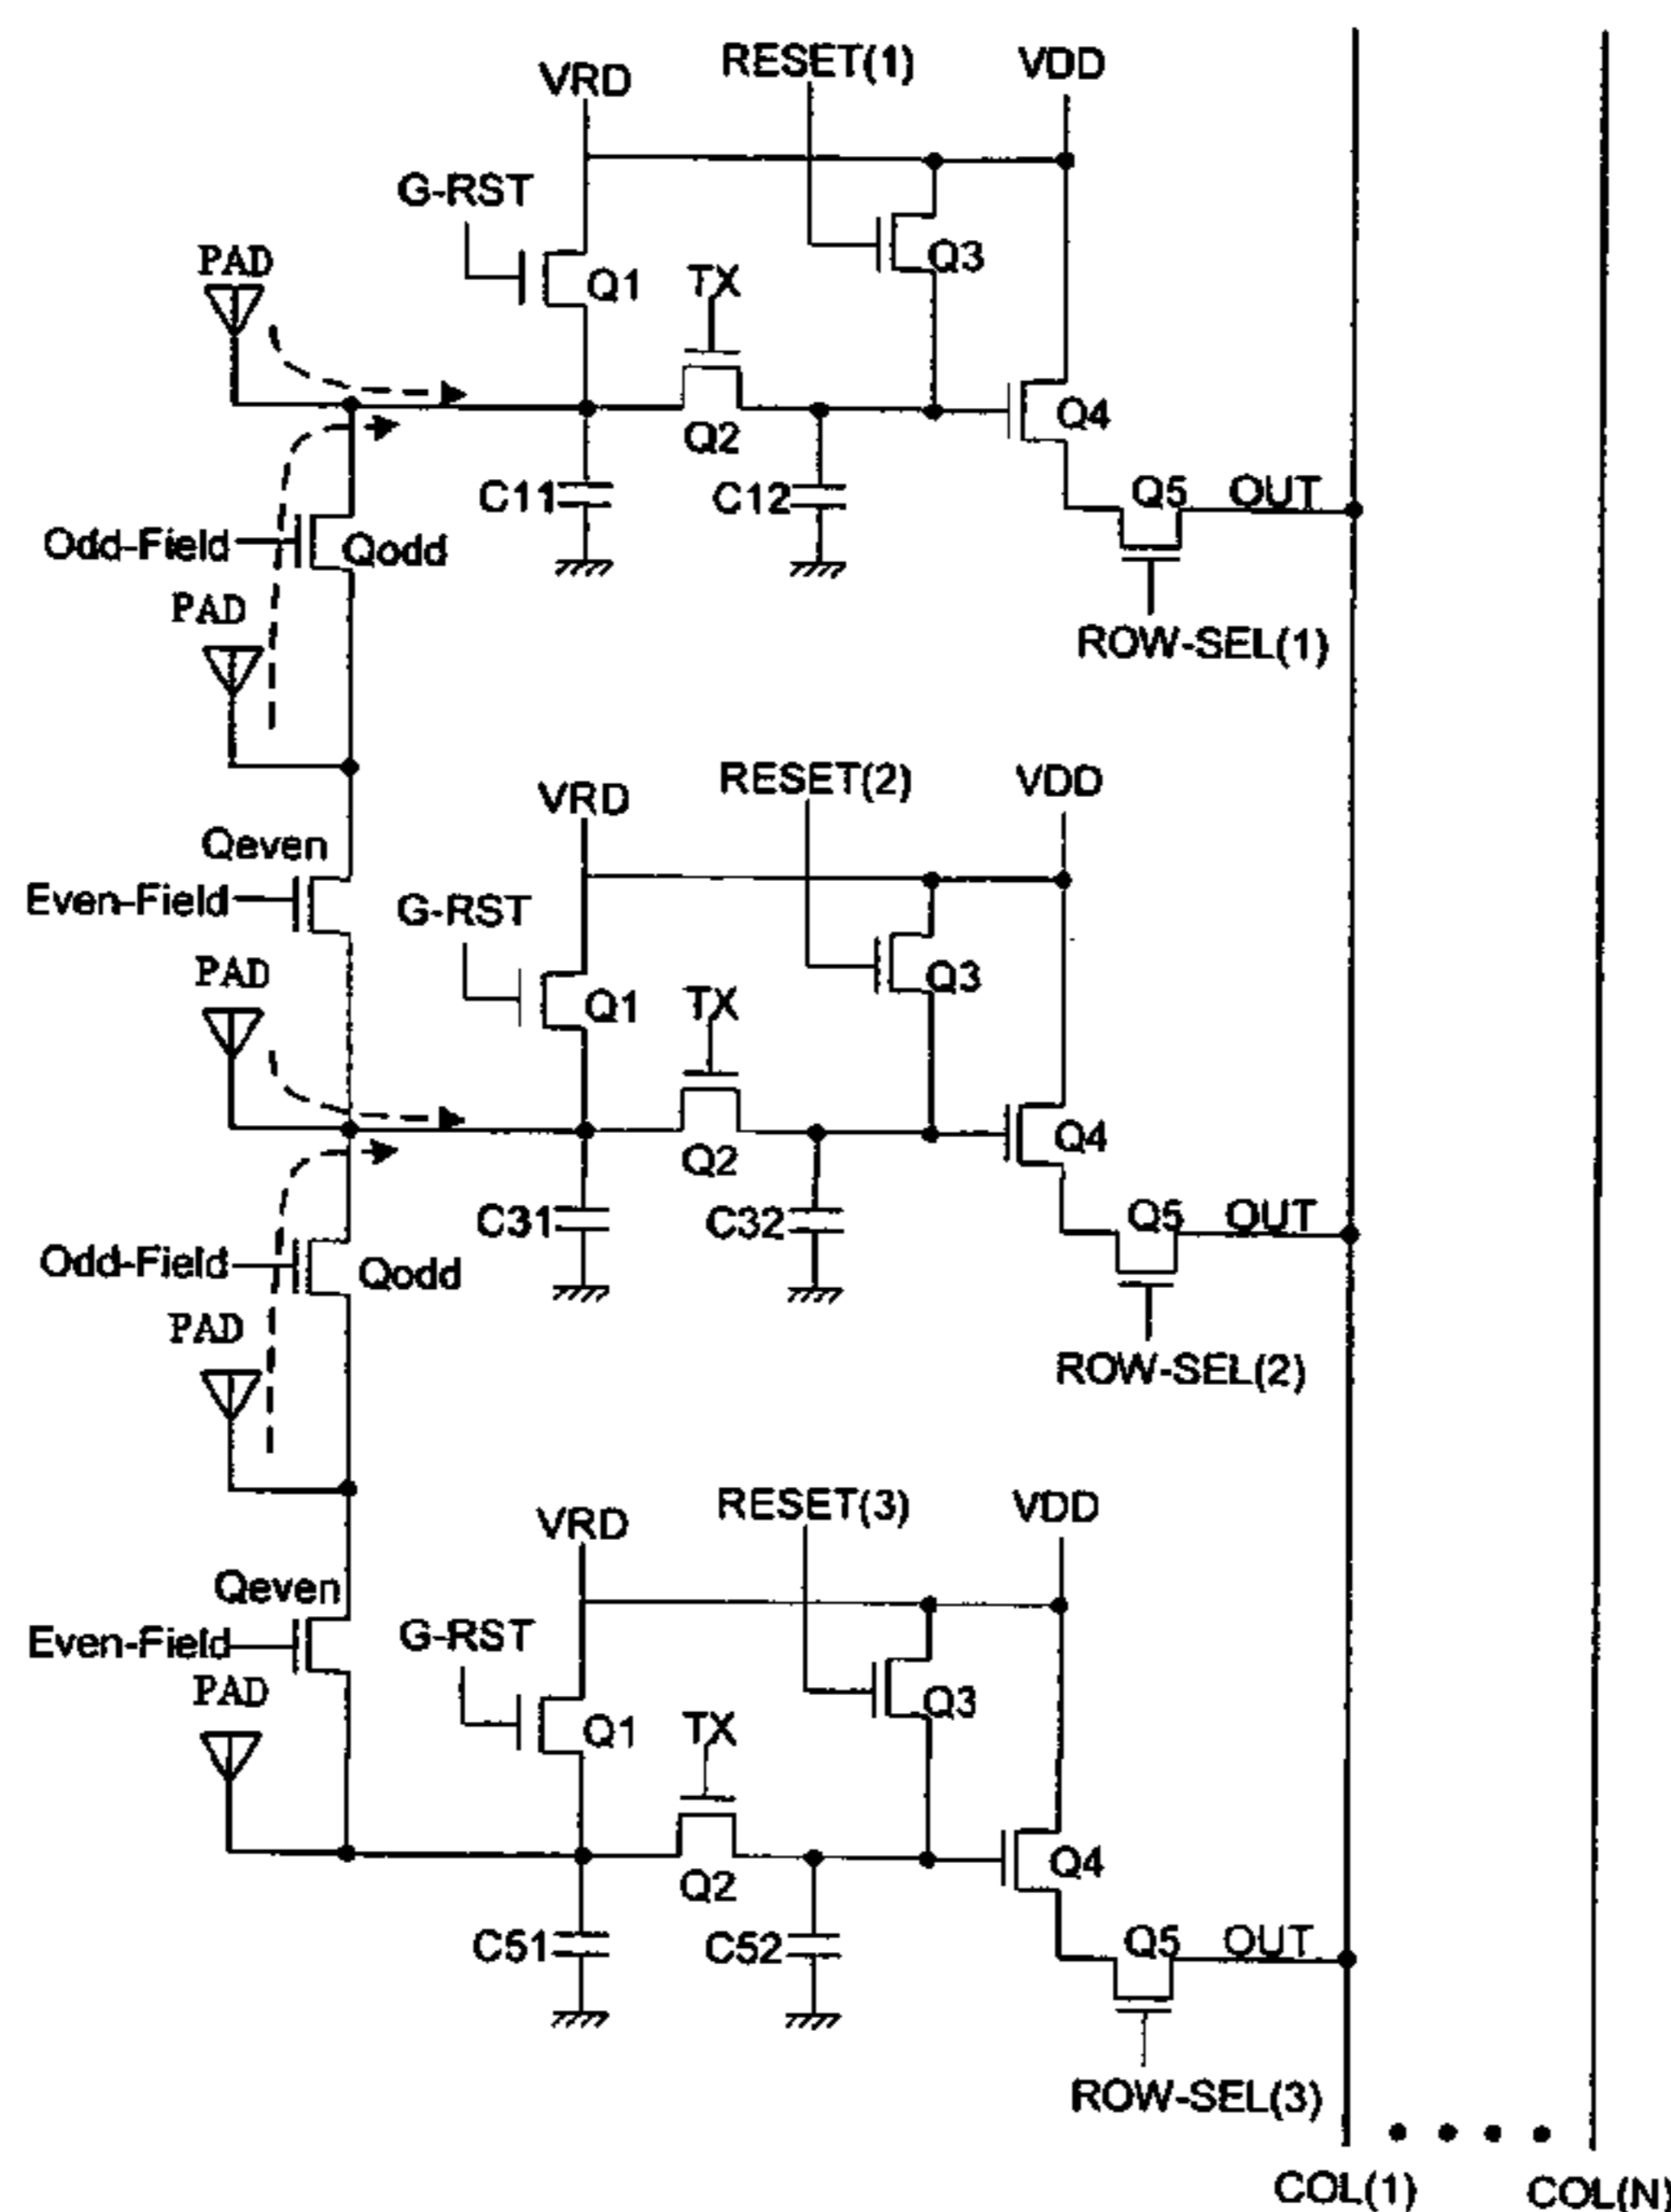 RESET(1)
VDD
VRD
G-RST
PAD
Q3
Q1
TX
Q4
Q2
C11
C12
Q5
OUT
Odd-Field
Qodd
PAD
ROW-SEL(1)
RESET(2)
VDD
VRD
Qeven
Even-Field
G-RST
PAD
Q3
Q1
TX
Q4
Q2
C31
C32
Q5
OUT
Odd-Field
Qodd
PAD
ROW-SEL(2)
RESET(3)
VDD
VRD
Qeven
Even-Field
G-RST
PAD
Q3
Q1
TX
Q4
Q2
C51
C52
Q5
OUT
ROW-SEL(3)
COL(1)
COL(N)